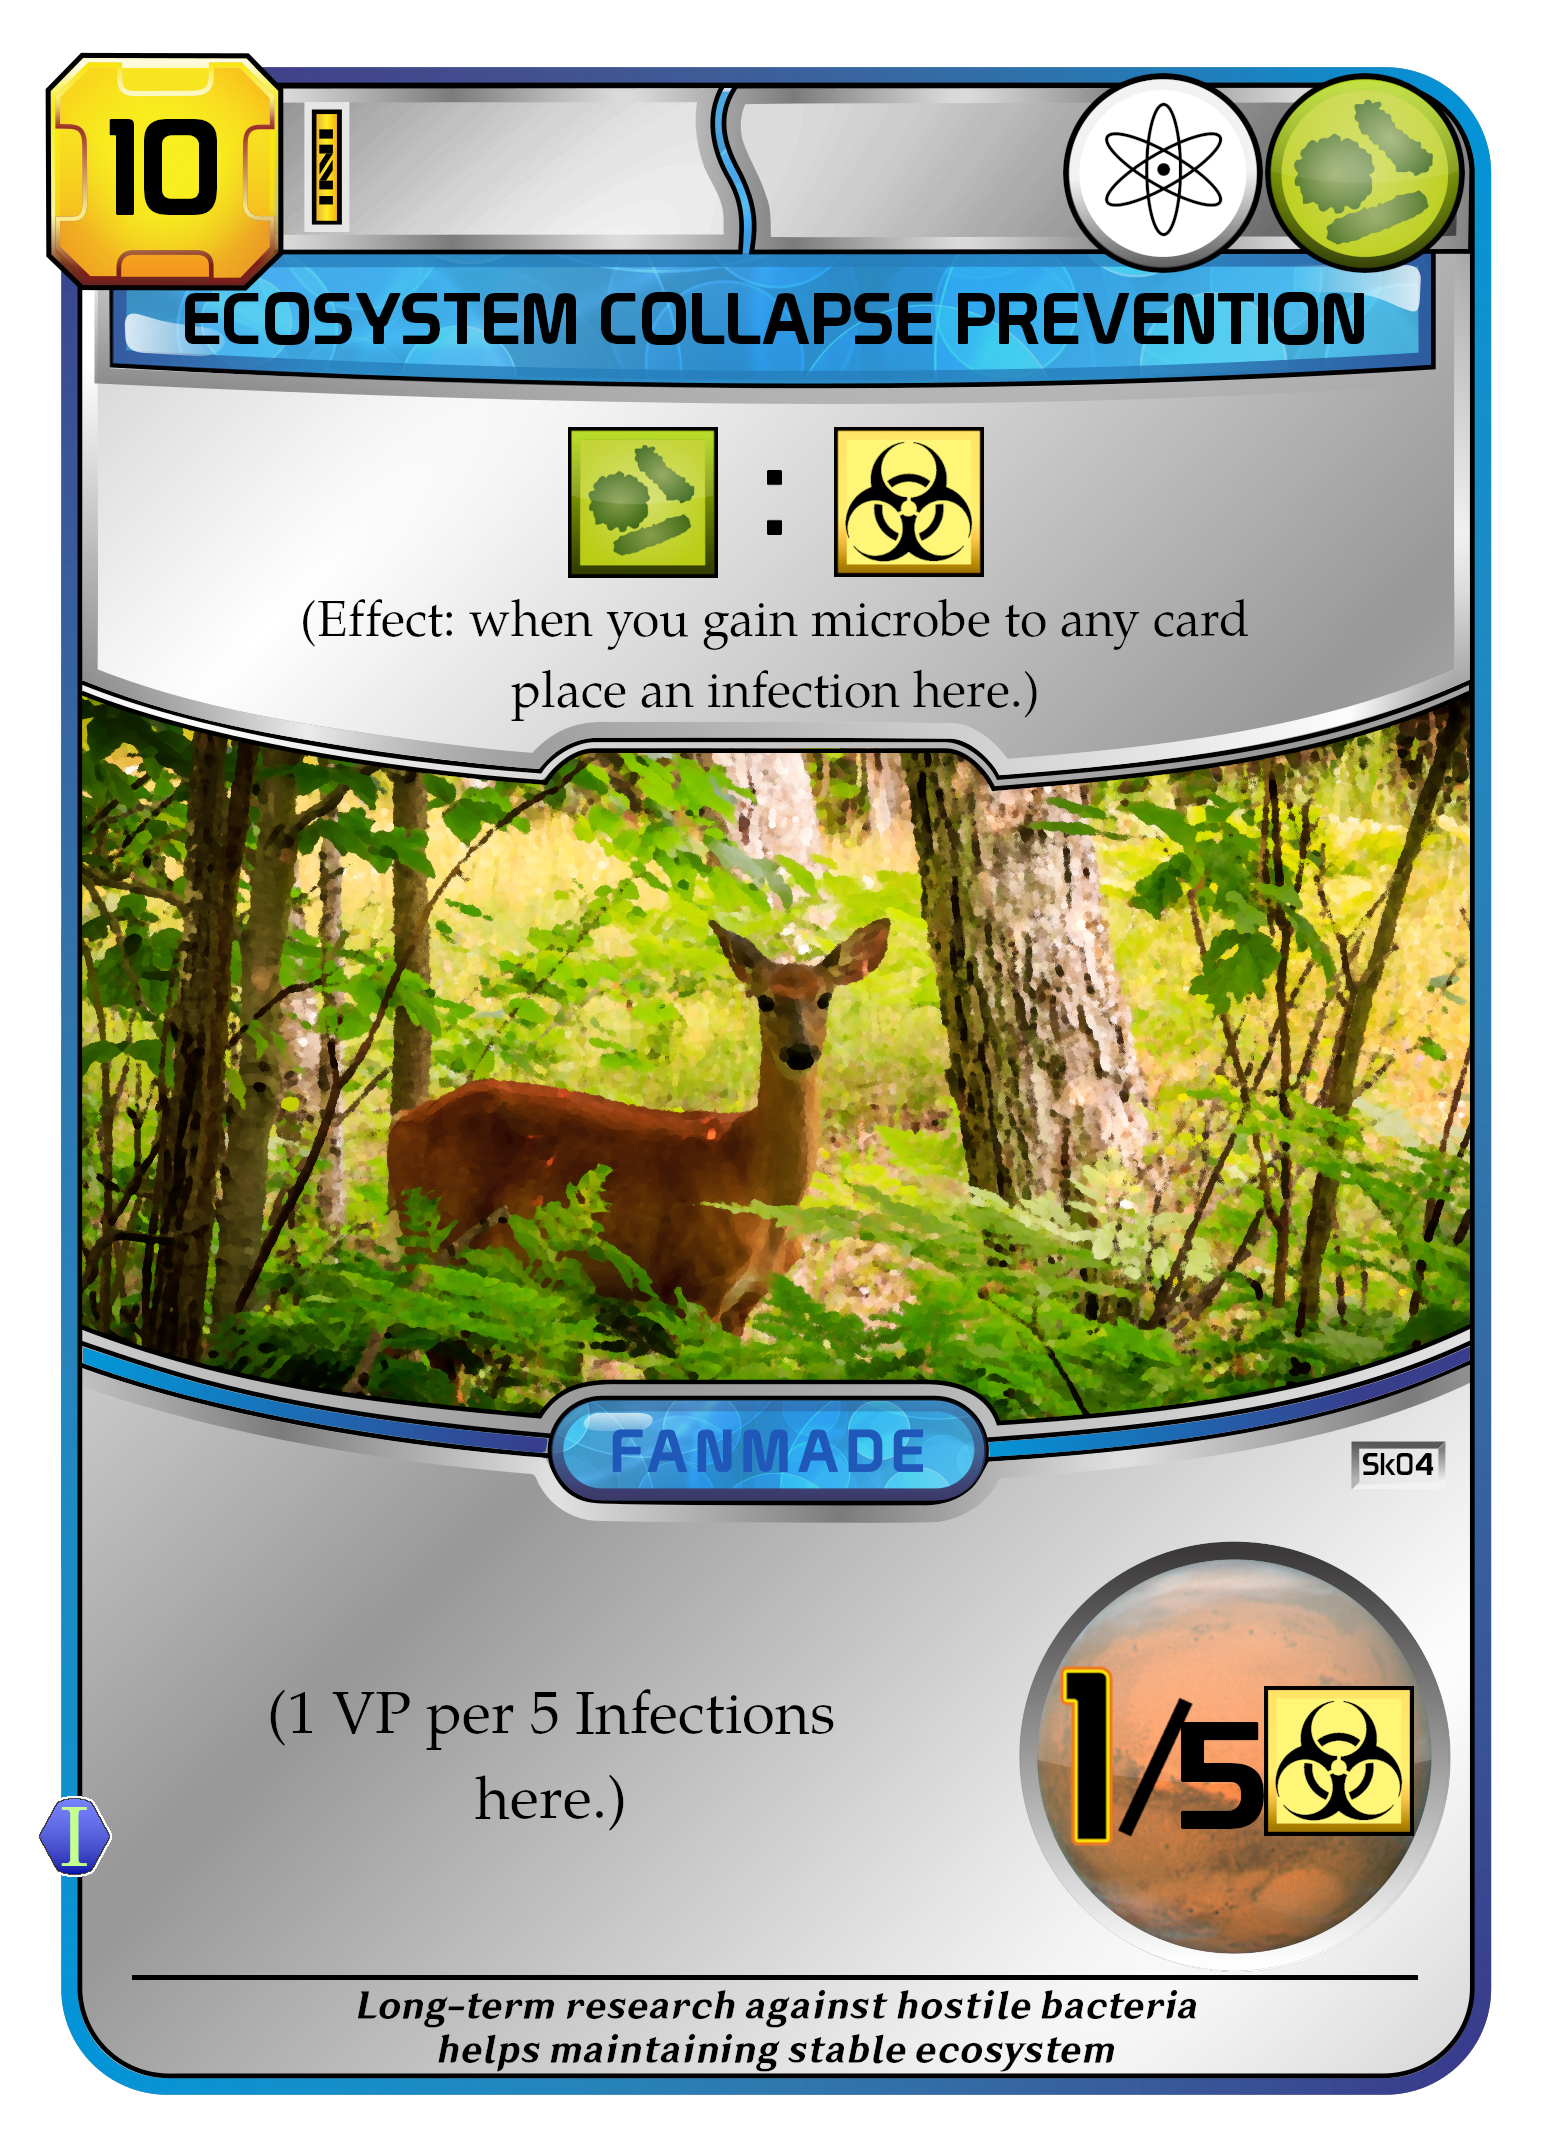 10
INI
ECOSYSTEM COLLAPSE PREVENTION
:
(Effect: when you gain microbe to any card
place an infection here.)
FANMADE
Sk04
(1 VP per 5 Infections
here.)
1/5
I
Long-term research against hostile bacteria
helps maintaining stable ecosystem